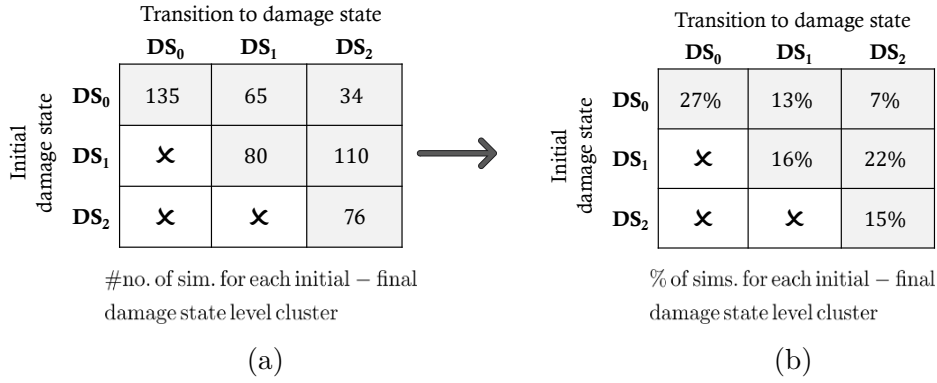 Transition to damage state
DS₀ DS₁ DS₂
Initial
damage state
DS₀ 135 65 34
DS₁ ✗ 80 110
DS₂ ✗ ✗ 76
#no. of sim. for each initial – final
damage state level cluster
(a)
Transition to damage state
DS₀ DS₁ DS₂
Initial
damage state
DS₀ 27% 13% 7%
DS₁ ✗ 16% 22%
DS₂ ✗ ✗ 15%
% of sims. for each initial – final
damage state level cluster
(b)